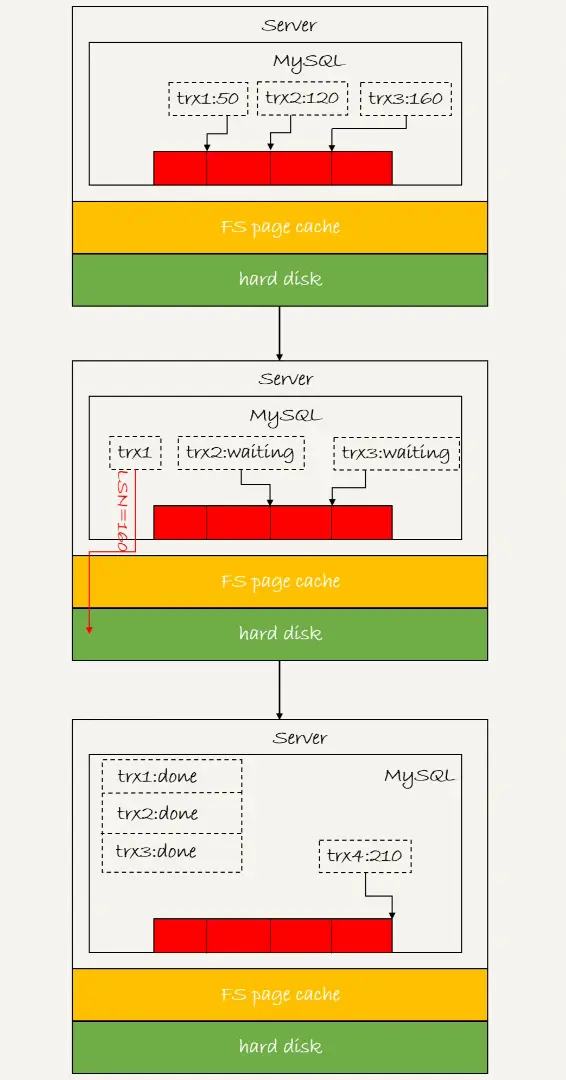 Server
MySQL
trx1:50
trx2:120
trx3:160
FS page cache
hard disk
Server
MySQL
trx1
trx2:waiting
trx3:waiting
LSN=160
FS page cache
hard disk
Server
MySQL
trx1:done
trx2:done
trx3:done
trx4:210
FS page cache
hard disk